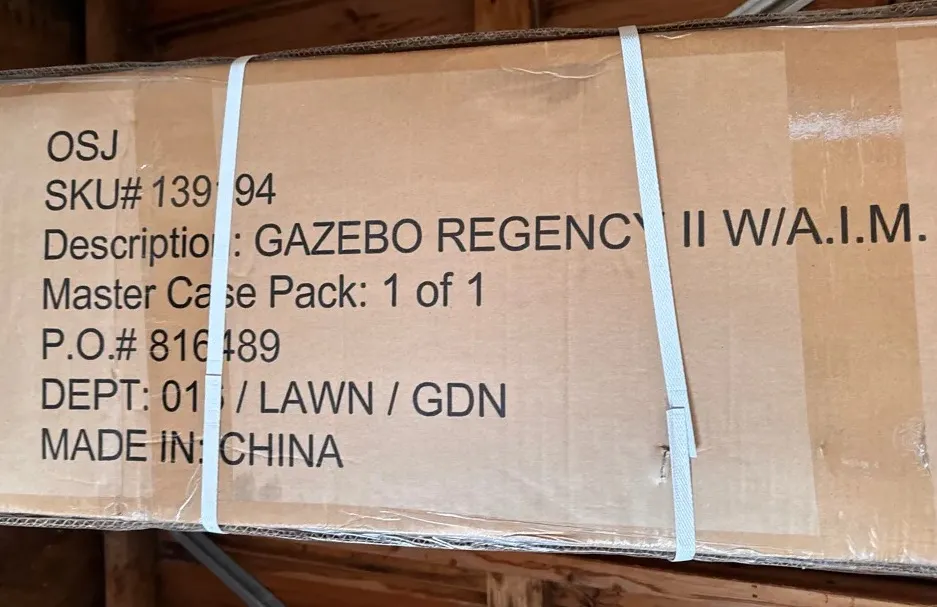 OSJ
SKU#
Description: GAZEBO REGENCY II W/A.I.M.
Master Case Pack: 1 of 1
P.O.# 816489
DEPT: / LAWN / GDN
MADE IN: CHINA